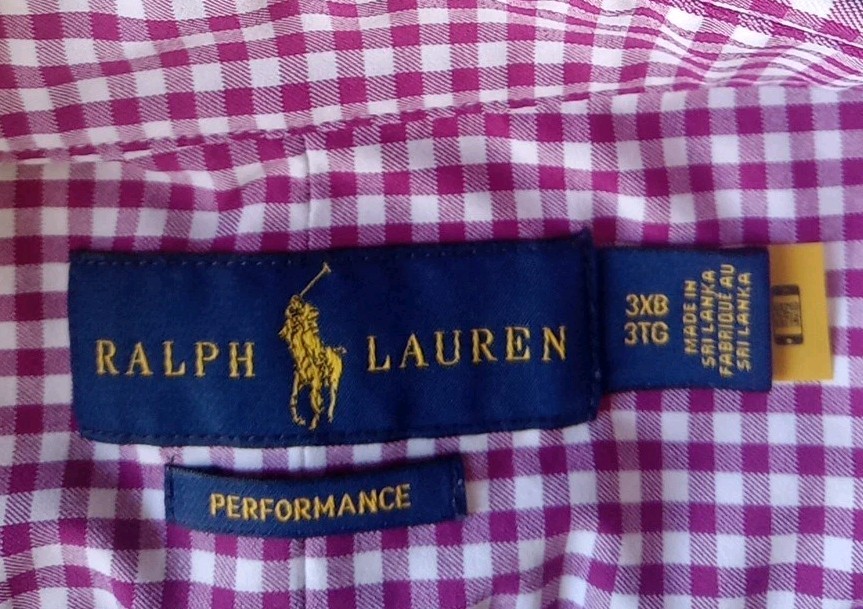 RALPH LAUREN
3XB
3TG
MADE IN
SRI LANKA
FABRIQUÉ AU
SRI LANKA
PERFORMANCE